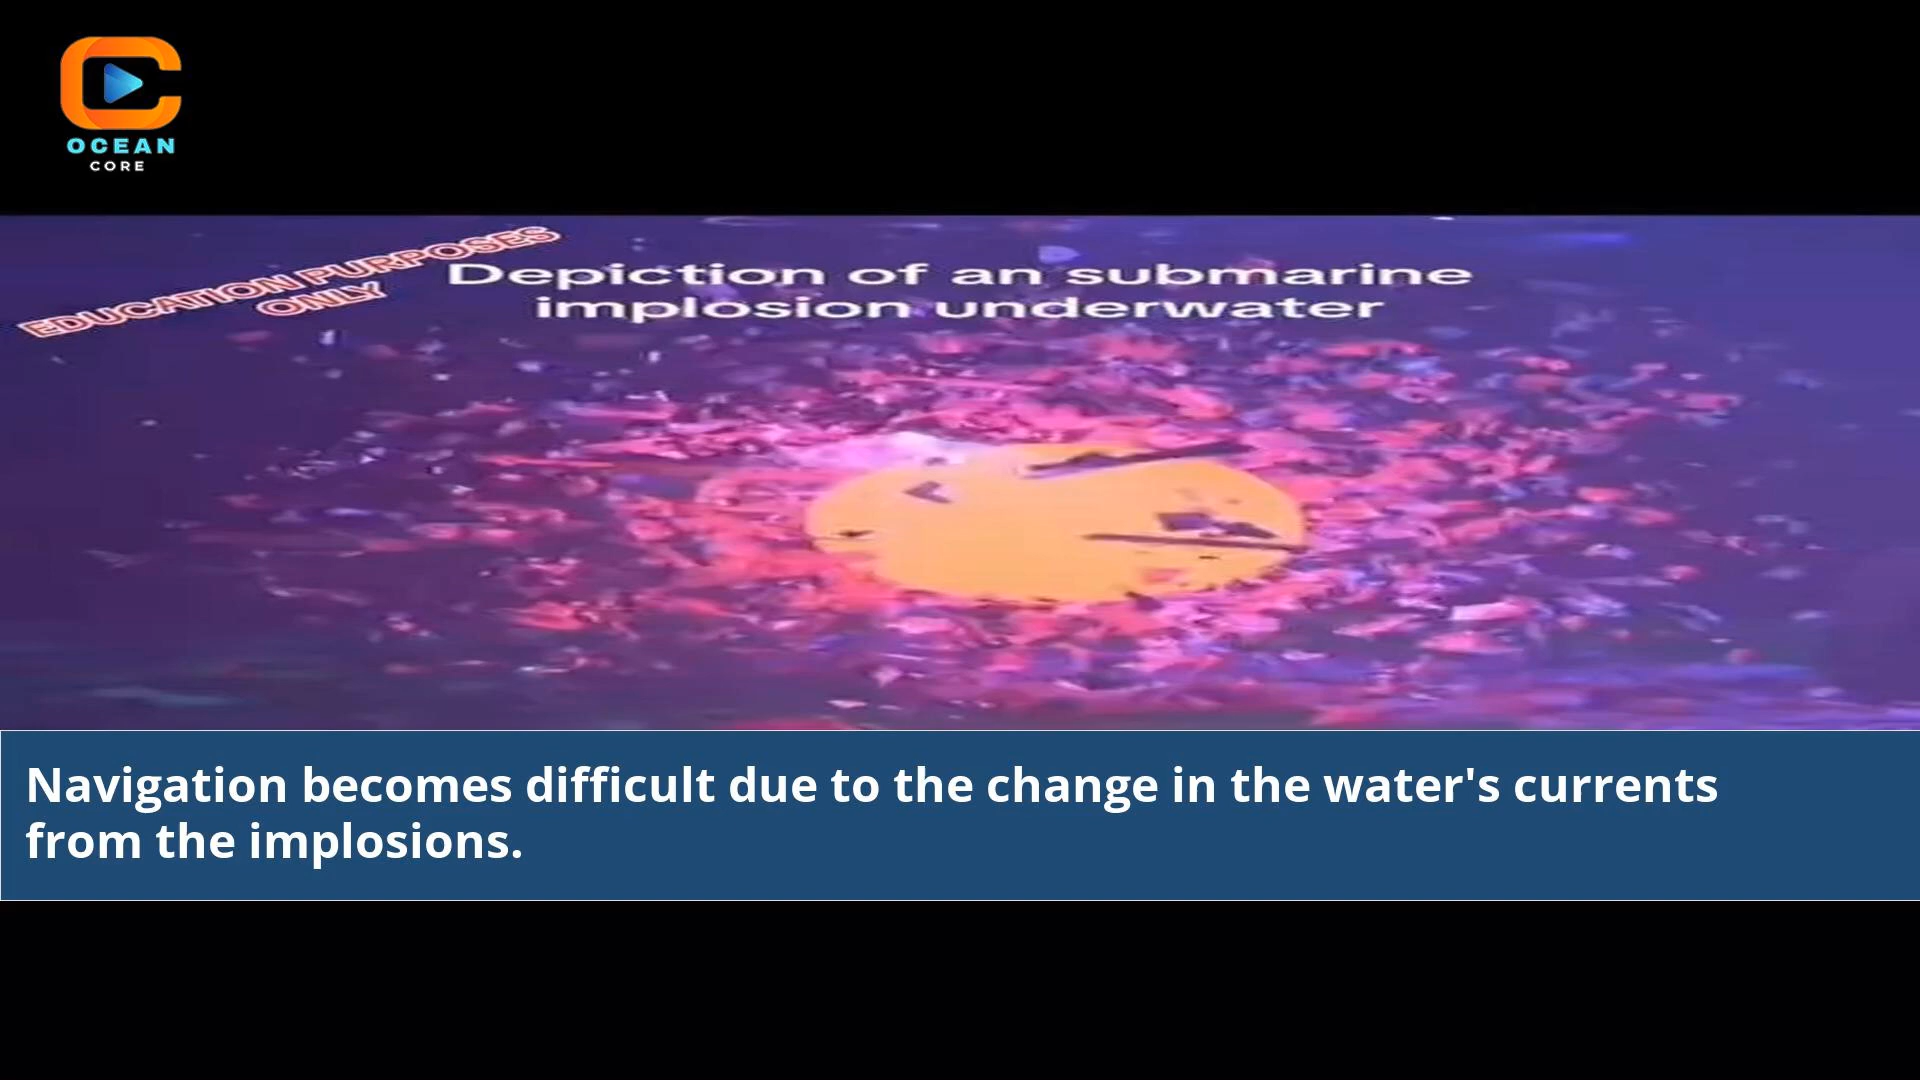 OCEAN
CORE
EDUCATION PURPOSES
ONLY
Depiction of an submarine
implosion underwater
Navigation becomes difficult due to the change in the water's currents
from the implosions.